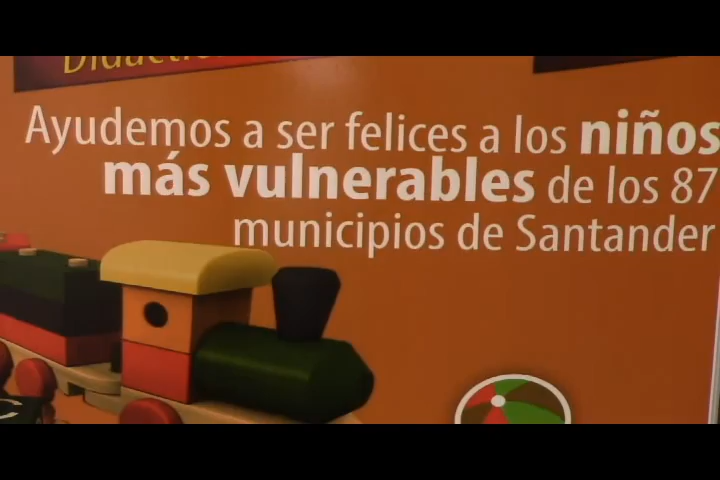 Ayudemos a ser felices a los niños
más vulnerables de los 87
municipios de Santander